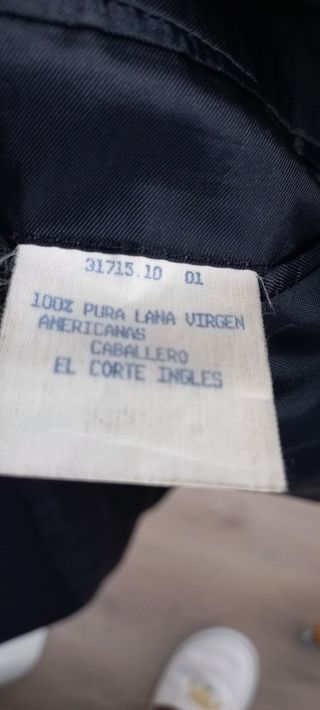 31715.10 01
100% PURA LANA VIRGEN
AMERICANAS
CABALLERO
EL CORTE INGLES